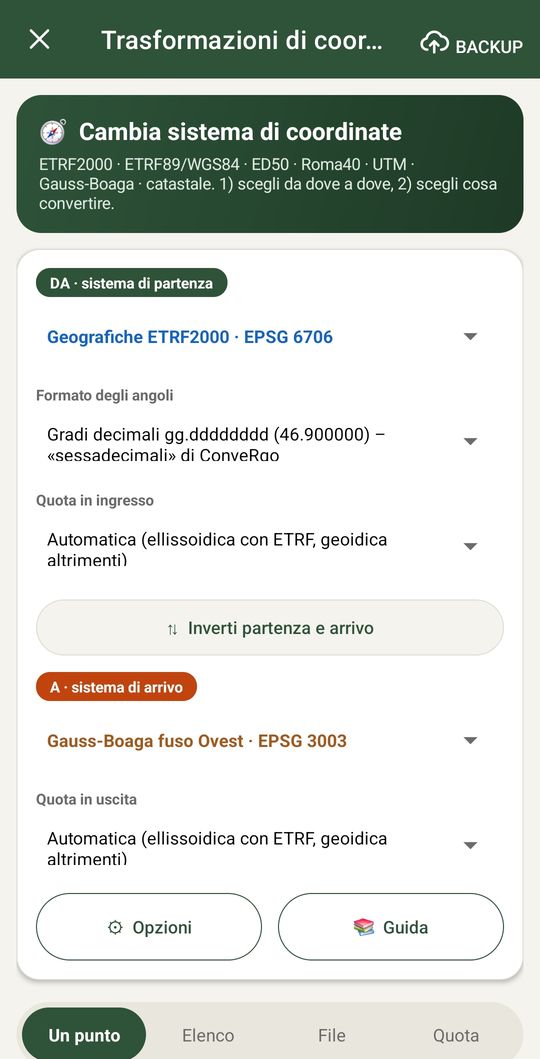 Trasformazioni di coor...
BACKUP
Cambia sistema di coordinate
ETRF2000 · ETRF89/WGS84 · ED50 · Roma40 · UTM ·
Gauss-Boaga · catastale. 1) scegli da dove a dove, 2) scegli cosa
convertire.
DA · sistema di partenza
Geografiche ETRF2000 · EPSG 6706
Formato degli angoli
Gradi decimali gg.dddddddd (46.900000) –
«sessadecimali» di ConveRgo
Quota in ingresso
Automatica (ellissoidica con ETRF, geoidica
altrimenti)
⇅ Inverti partenza e arrivo
A · sistema di arrivo
Gauss-Boaga fuso Ovest · EPSG 3003
Quota in uscita
Automatica (ellissoidica con ETRF, geoidica
altrimenti)
Opzioni
Guida
Un punto
Elenco
File
Quota